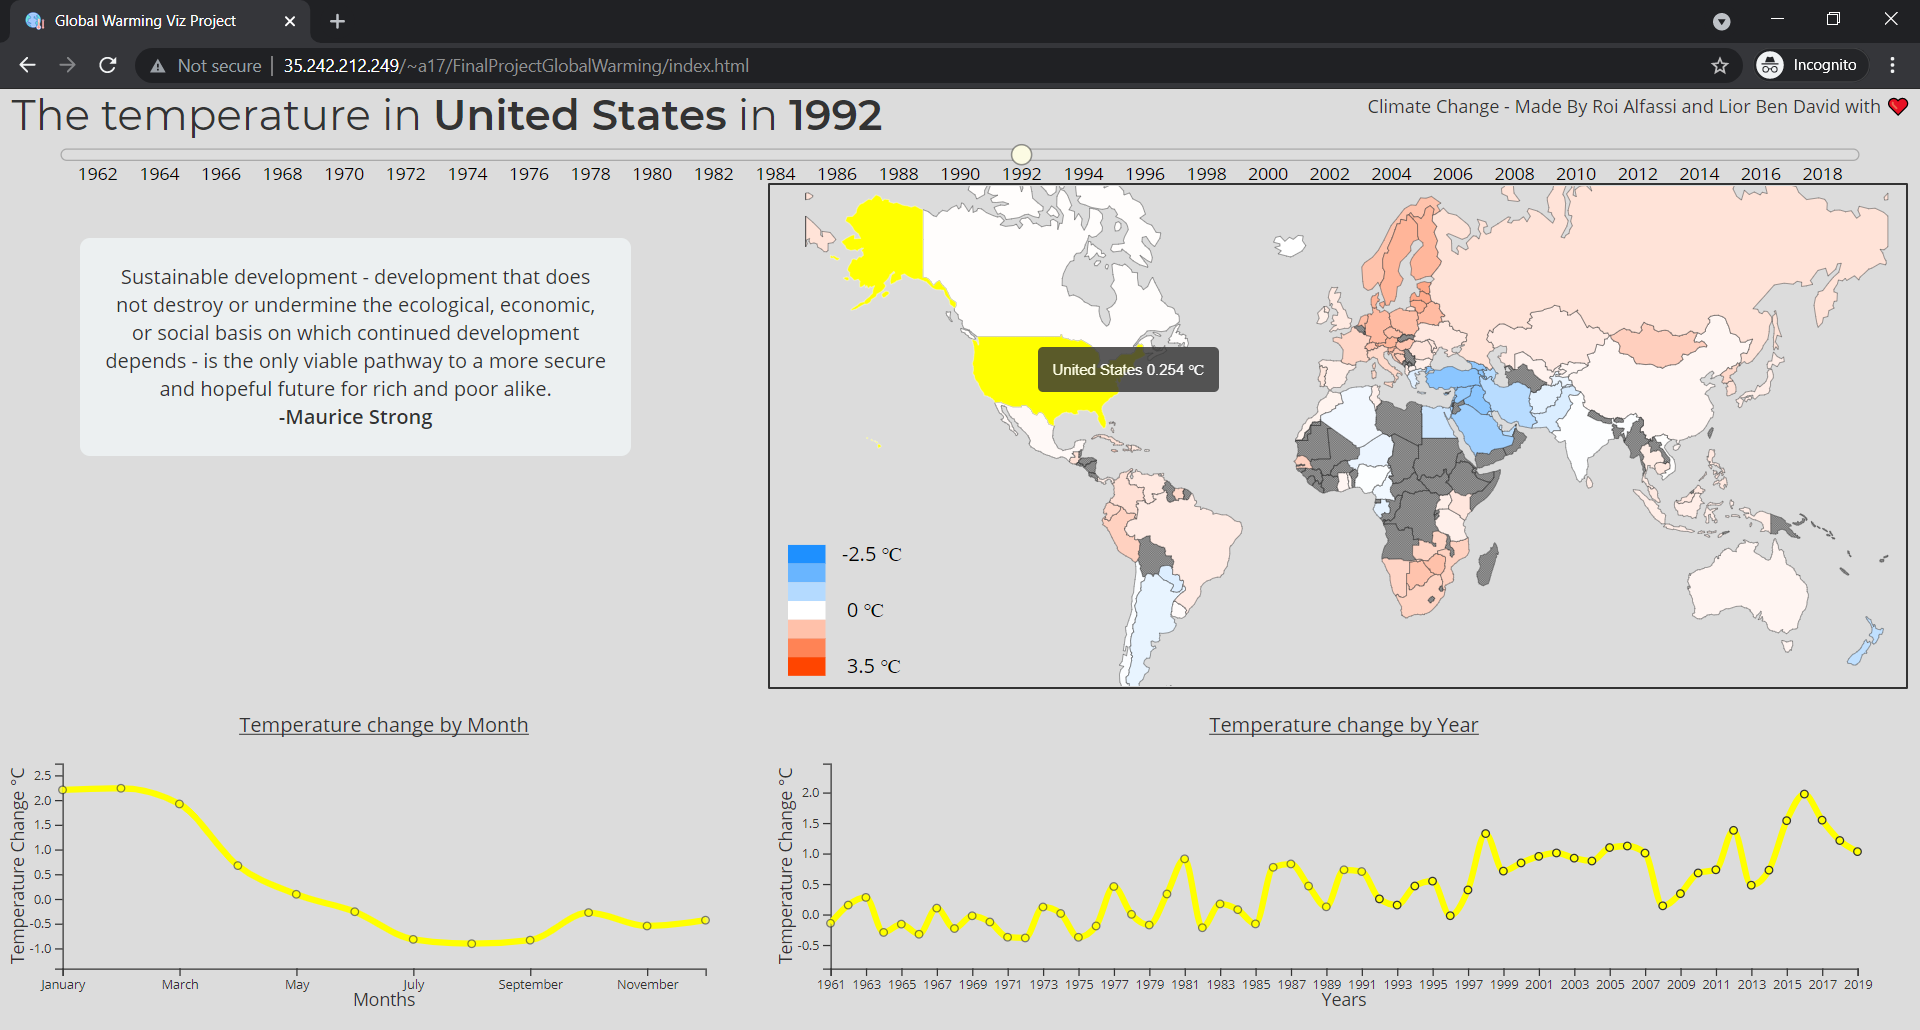 Global Warming Viz Project
Not secure | 35.242.212.249/~a17/FinalProjectGlobalWarming/index.html
Incognito
The temperature in United States in 1992
Climate Change - Made By Roi Alfassi and Lior Ben David with ❤️
1962 1964 1966 1968 1970 1972 1974 1976 1978 1980 1982 1984 1986 1988 1990 1992 1994 1996 1998 2000 2002 2004 2006 2008 2010 2012 2014 2016 2018
Sustainable development - development that does
not destroy or undermine the ecological, economic,
or social basis on which continued development
depends - is the only viable pathway to a more secure
and hopeful future for rich and poor alike.
-Maurice Strong
United States 0.254 °C
-2.5 °C
0 °C
3.5 °C
Temperature change by Month
Temperature Change °C
2.5
2.0
1.5
1.0
0.5
0.0
-0.5
-1.0
January March May July September November
Months
Temperature change by Year
Temperature Change °C
2.0
1.5
1.0
0.5
0.0
-0.5
1961 1963 1965 1967 1969 1971 1973 1975 1977 1979 1981 1983 1985 1987 1989 1991 1993 1995 1997 1999 2001 2003 2005 2007 2009 2011 2013 2015 2017 2019
Years